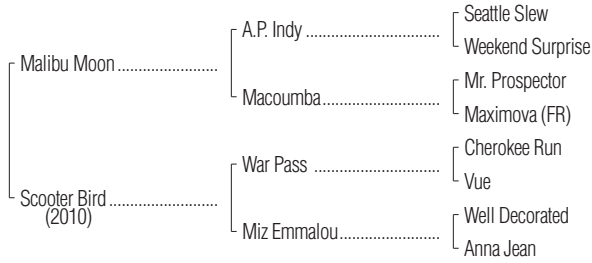 Seattle Slew
A.P. Indy
Weekend Surprise
Malibu Moon
Mr. Prospector
Macoumba
Maximova (FR)
Cherokee Run
War Pass
Vue
Scooter Bird
(2010)
Well Decorated
Miz Emmalou
Anna Jean